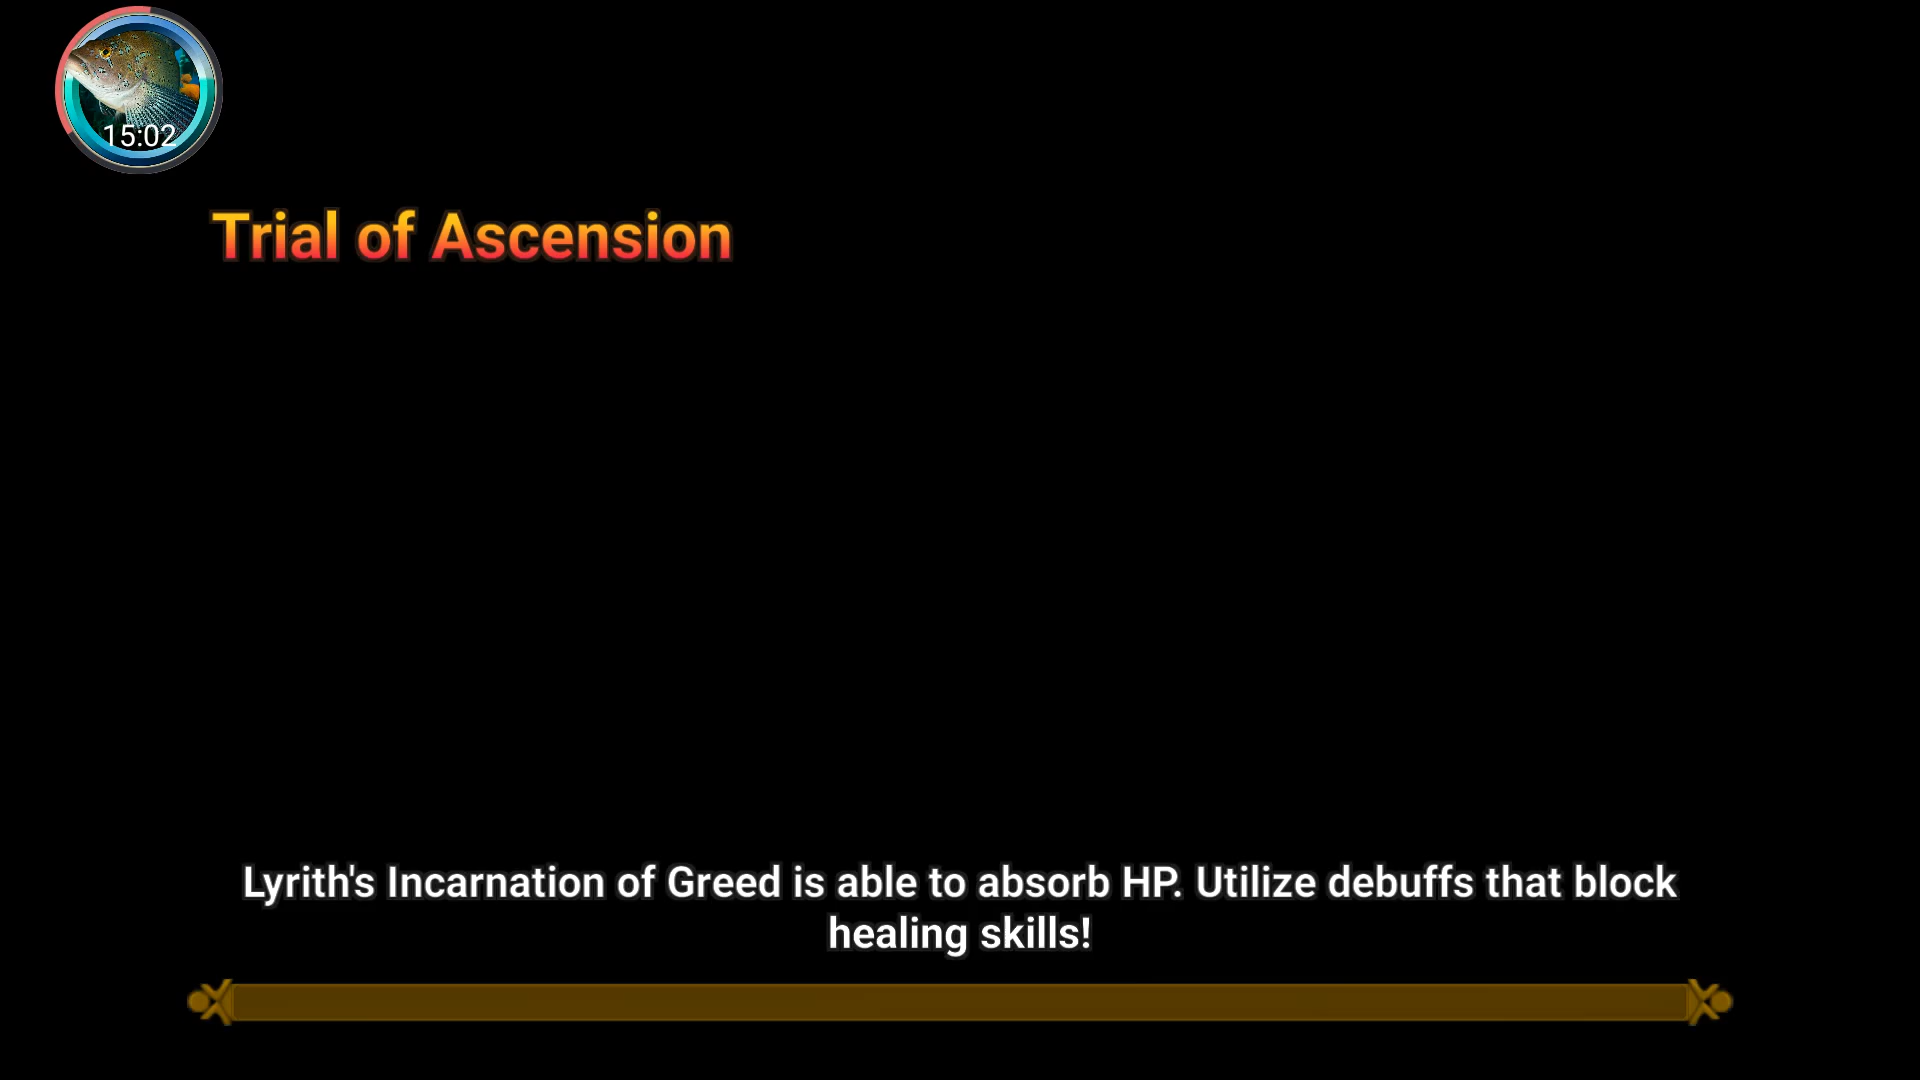 15:02
Trial of Ascension
Lyrith's Incarnation of Greed is able to absorb HP. Utilize debuffs that block
healing skills!